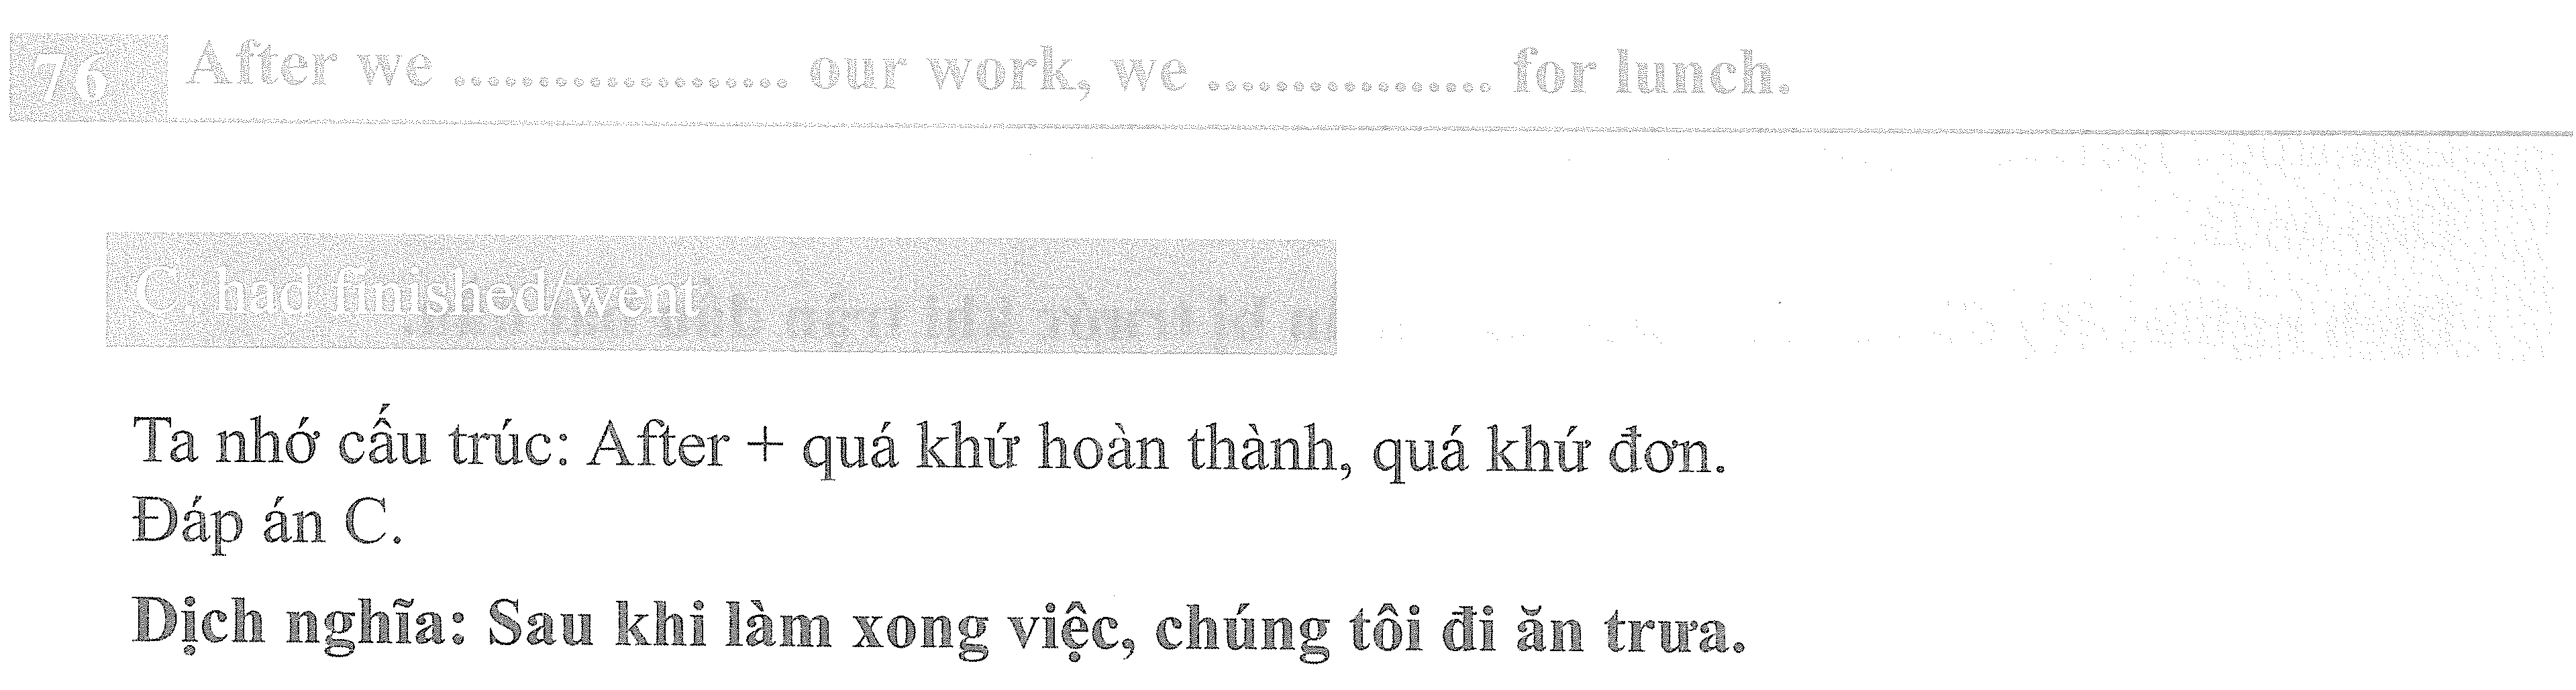 76 After we .................... our work, we ................. for lunch.
C. had finished/went
Ta nhớ cấu trúc: After + quá khứ hoàn thành, quá khứ đơn.
Đáp án C.
Dịch nghĩa: Sau khi làm xong việc, chúng tôi đi ăn trưa.